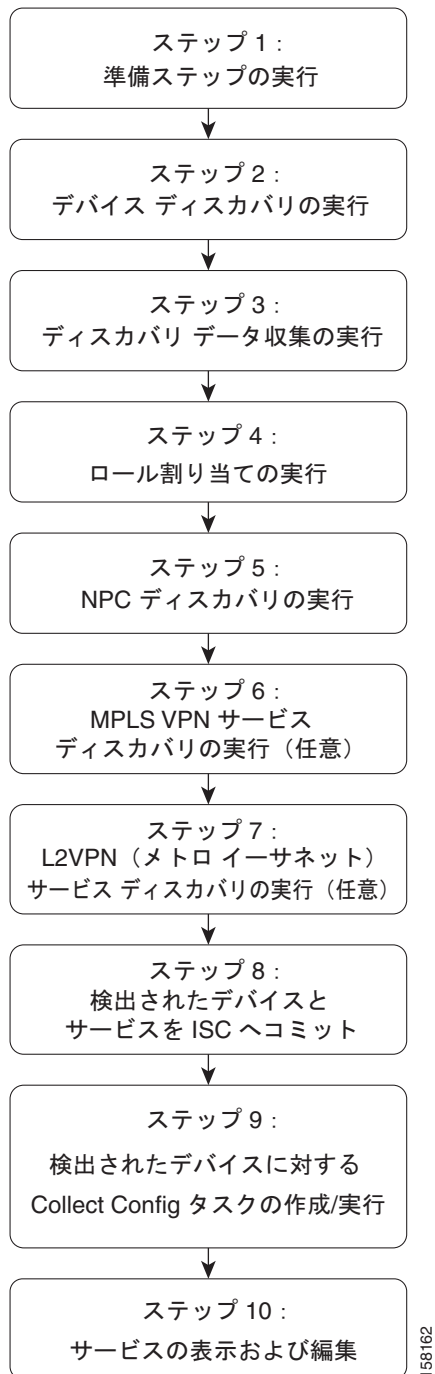 ステップ 1：
準備ステップの実行
ステップ 2：
デバイス ディスカバリの実行
ステップ 3：
ディスカバリ データ収集の実行
ステップ 4：
ロール割り当ての実行
ステップ 5：
NPC ディスカバリの実行
ステップ 6：
MPLS VPN サービス
ディスカバリの実行（任意）
ステップ 7：
L2VPN（メトロ イーサネット）
サービス ディスカバリの実行（任意）
ステップ 8：
検出されたデバイスと
サービスを ISC へコミット
ステップ 9：
検出されたデバイスに対する
Collect Config タスクの作成/実行
ステップ 10：
サービスの表示および編集
158162